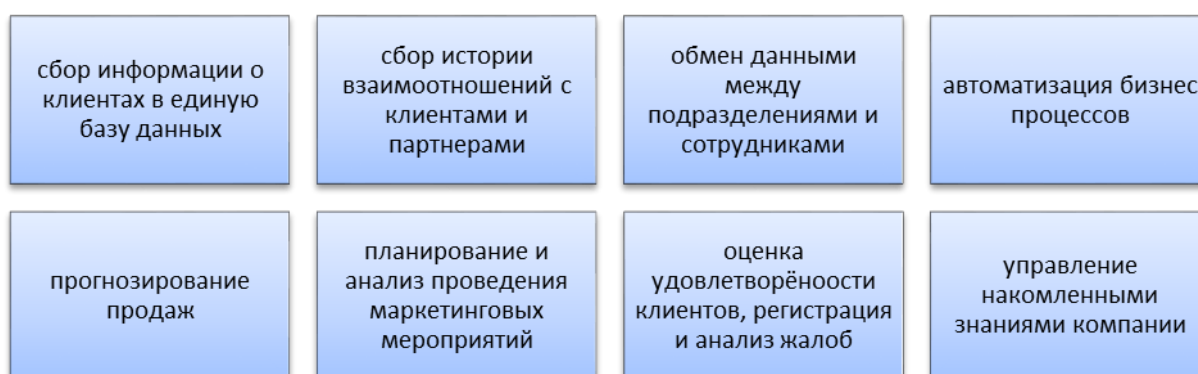 сбор информации о
клиентах в единую
базу данных
сбор истории
взаимоотношений с
клиентами и
партнерами
обмен данными
между
подразделениями и
сотрудниками
автоматизация бизнес
процессов
прогнозирование
продаж
планирование и
анализ проведения
маркетинговых
мероприятий
оценка
удовлетворёноости
клиентов, регистрация
и анализ жалоб
управление
накомленными
знаниями компании